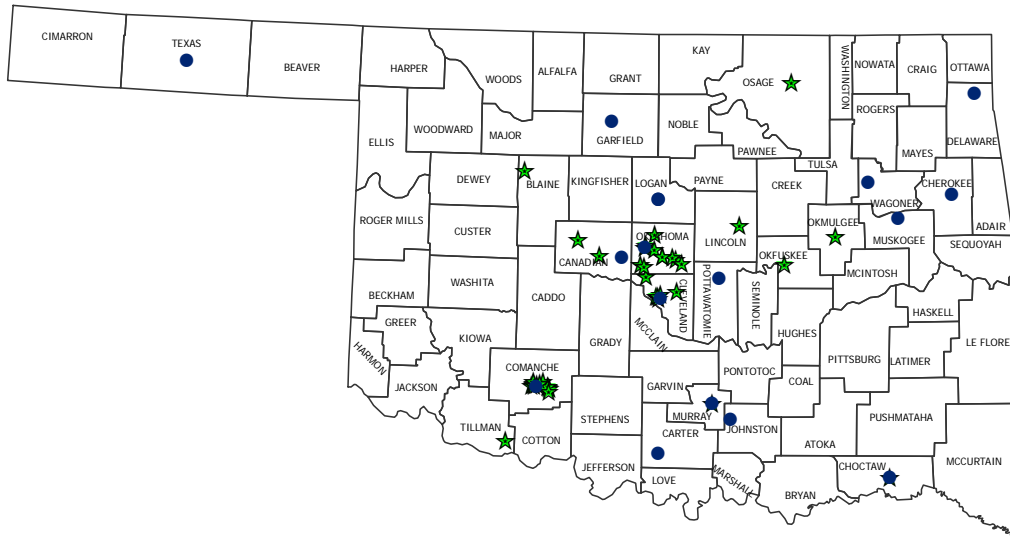 CIMARRON
TEXAS
BEAVER
HARPER
WOODS
ALFALFA
GRANT
KAY
OSAGE
WASHINGTON
NOWATA
CRAIG
OTTAWA
ELLIS
WOODWARD
MAJOR
GARFIELD
NOBLE
PAWNEE
ROGERS
MAYES
DELAWARE
DEWEY
BLAINE
KINGFISHER
LOGAN
PAYNE
CREEK
TULSA
WAGONER
CHEROKEE
ADAIR
ROGER MILLS
CUSTER
CANADIAN
OKLAHOMA
LINCOLN
OKFUSKEE
OKMULGEE
MUSKOGEE
SEQUOYAH
BECKHAM
WASHITA
CADDO
GRADY
MCCLAIN
CLEVELAND
POTTAWATOMIE
SEMINOLE
HUGHES
MCINTOSH
HASKELL
LE FLORE
HARMON
GREER
KIOWA
JACKSON
COMANCHE
TILLMAN
COTTON
STEPHENS
GARVIN
MURRAY
PONTOTOC
COAL
PITTSBURG
LATIMER
JEFFERSON
CARTER
LOVE
JOHNSTON
MARSHALL
ATOKA
BRYAN
PUSHMATAHA
CHOCTAW
MCCURTAIN